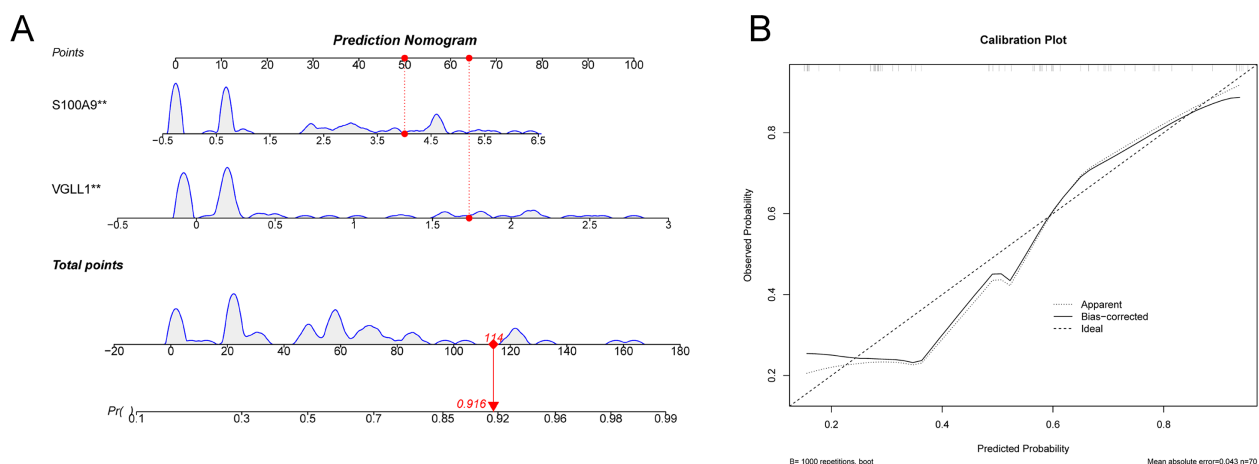 A
Prediction Nomogram
Points
0 10 20 30 40 50 60 70 80 90 100
S100A9**
−0.5 0.5 1.5 2.5 3.5 4.5 5.5 6.5
VGLL1**
−0.5 0 0.5 1 1.5 2 2.5 3
Total points
114
−20 0 20 40 60 80 100 120 140 160 180
0.916
Pr( )
0.1 0.3 0.5 0.7 0.85 0.92 0.96 0.98 0.99
B
Calibration Plot
Observed Probability
0.8
0.6
0.4
0.2
Apparent
Bias−corrected
Ideal
0.2 0.4 0.6 0.8
Predicted Probability
B= 1000 repetitions, boot
Mean absolute error=0.043 n=70